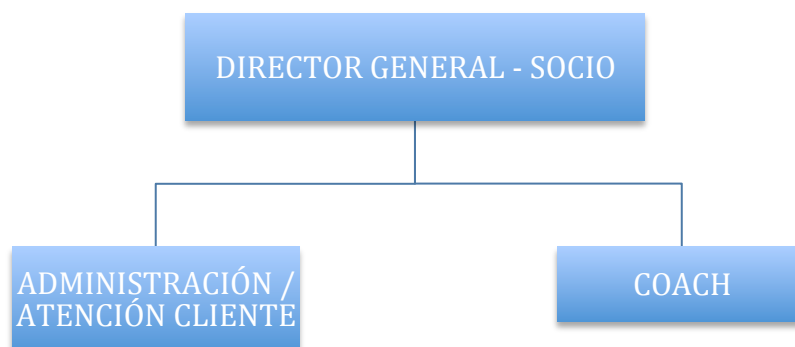 DIRECTOR GENERAL - SOCIO
ADMINISTRACIÓN /
ATENCIÓN CLIENTE
COACH